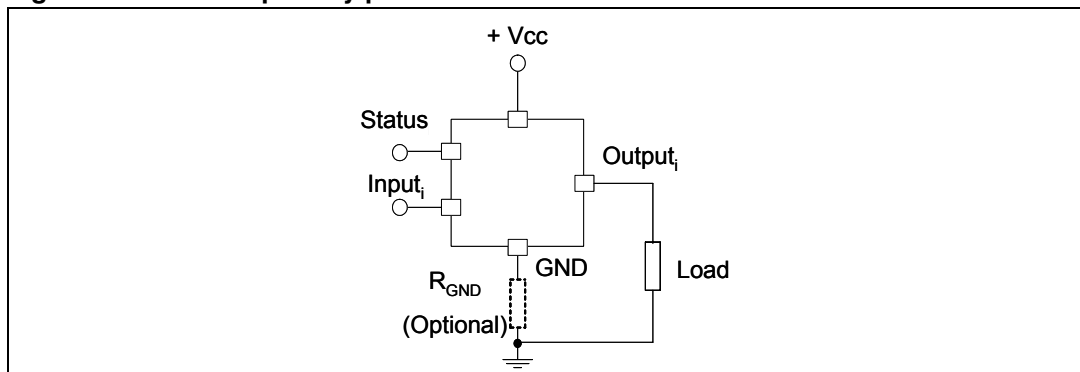 + Vcc
Status
Output_i
Input_i
GND
R_GND
Load
(Optional)